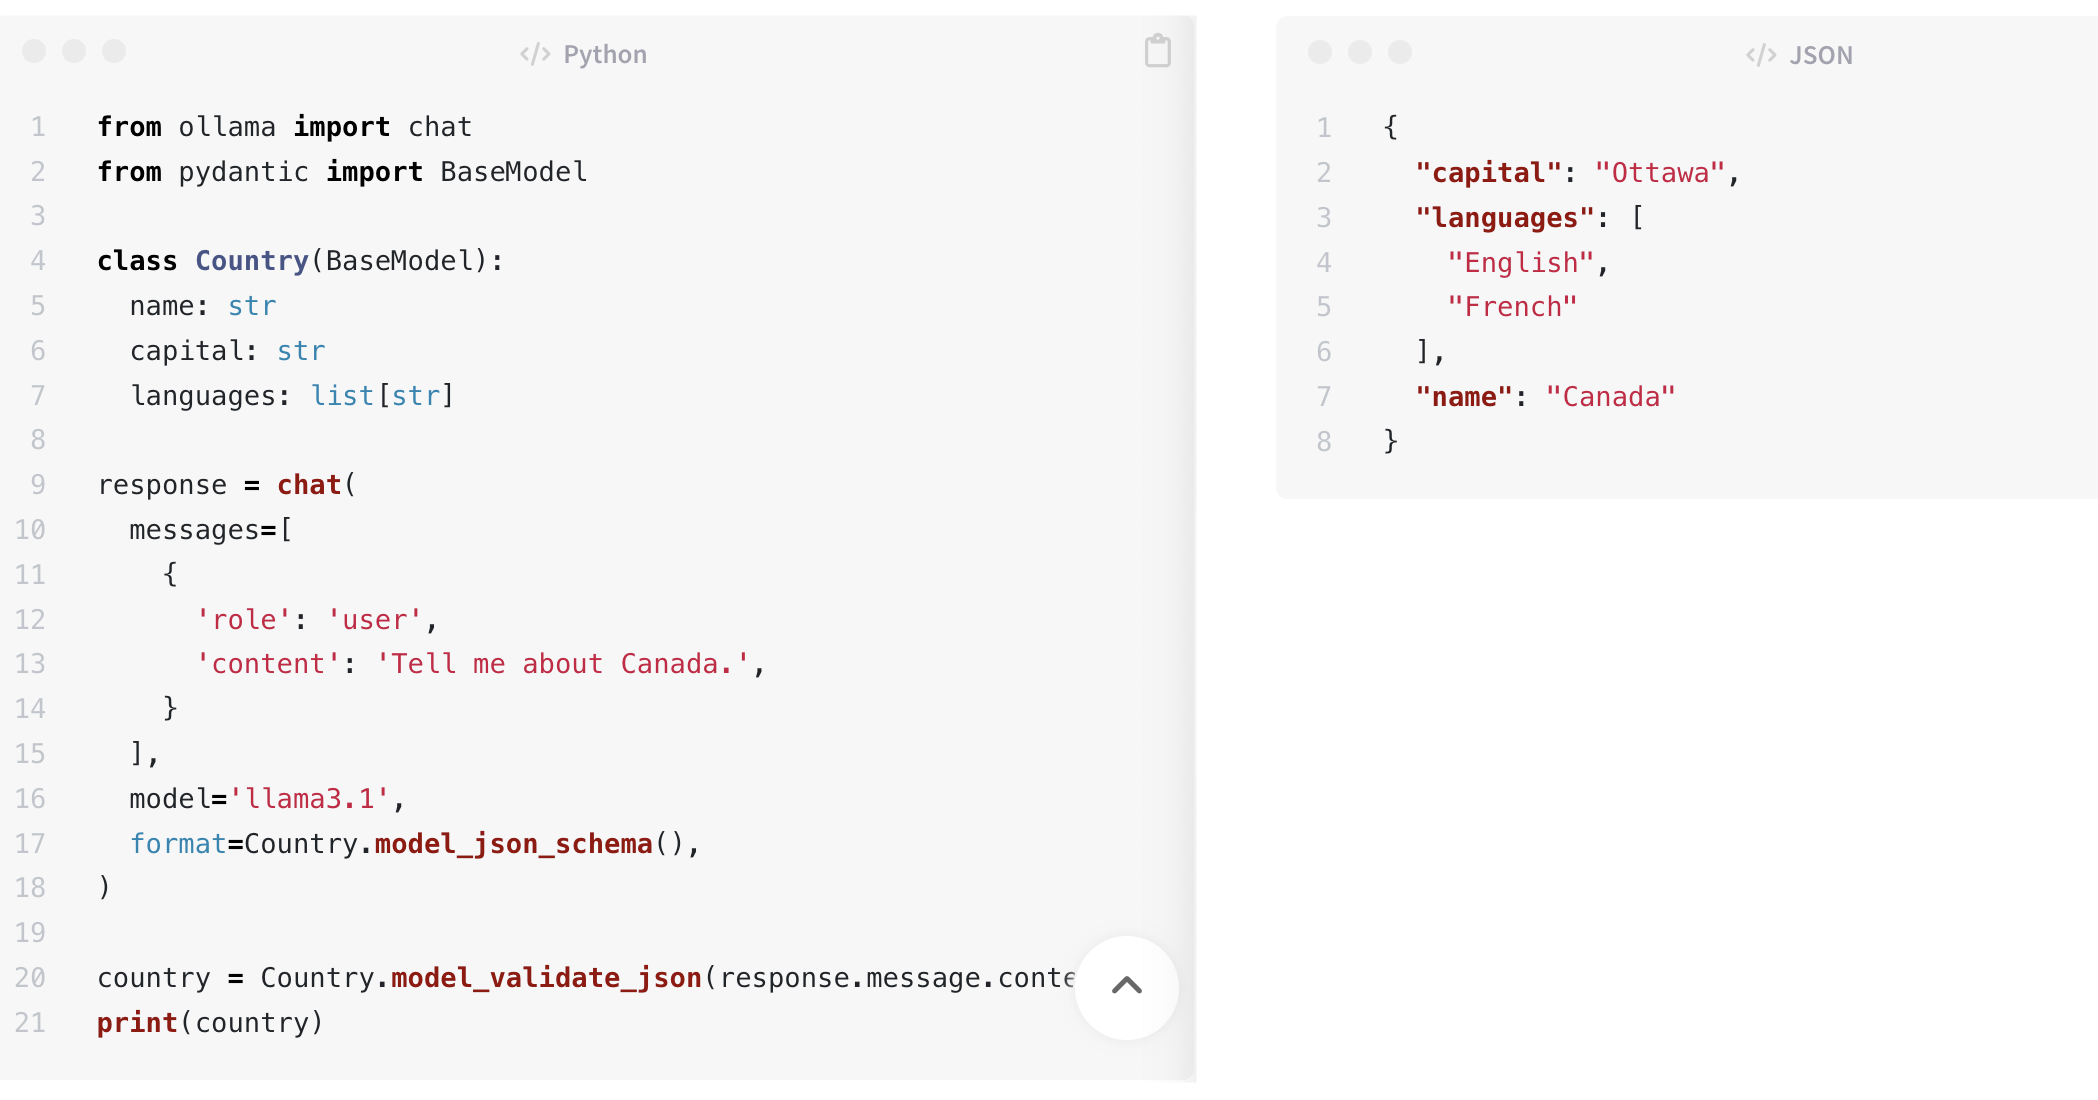 </> Python
1 from ollama import chat
2 from pydantic import BaseModel
3
4 class Country(BaseModel):
5   name: str
6   capital: str
7   languages: list[str]
8
9 response = chat(
10   messages=[
11     {
12       'role': 'user',
13       'content': 'Tell me about Canada.',
14     }
15   ],
16   model='llama3.1',
17   format=Country.model_json_schema(),
18 )
19
20 country = Country.model_validate_json(response.message.conte
21 print(country)
</> JSON
1 {
2   "capital": "Ottawa",
3   "languages": [
4     "English",
5     "French"
6   ],
7   "name": "Canada"
8 }